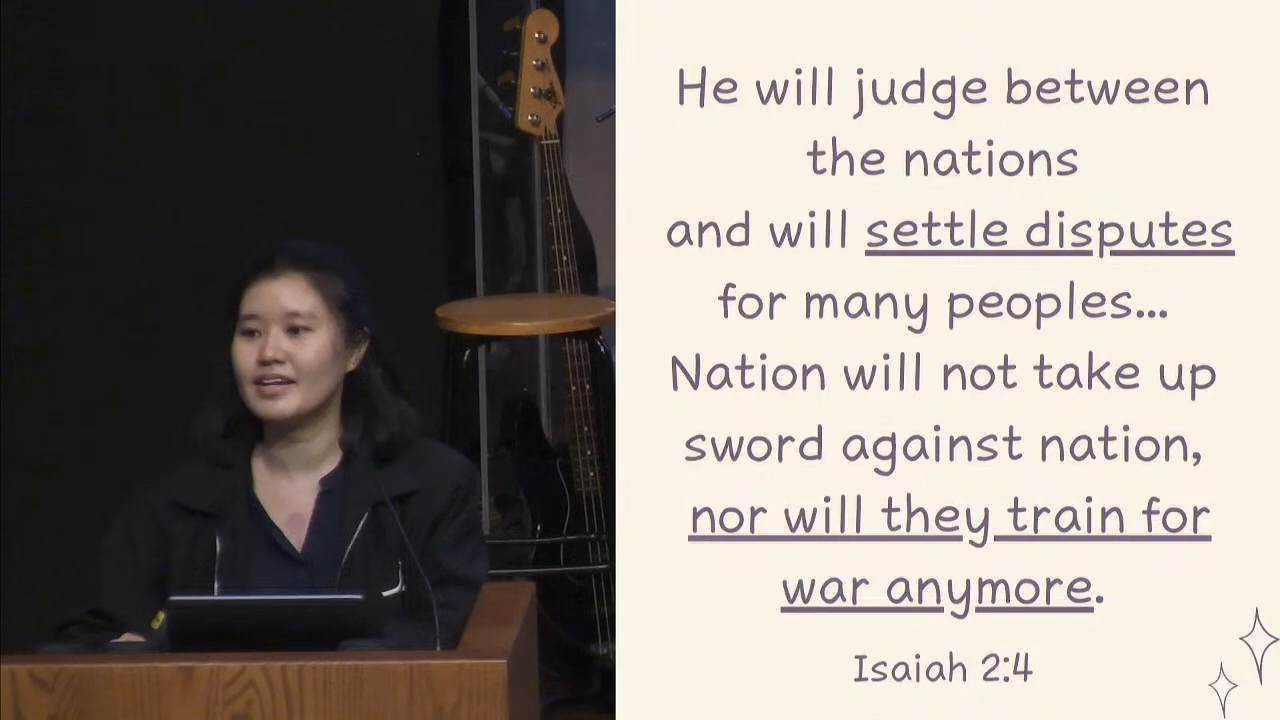 He will judge between
the nations
and will settle disputes
for many peoples...
Nation will not take up
sword against nation,
nor will they train for
war anymore.
Isaiah 2:4